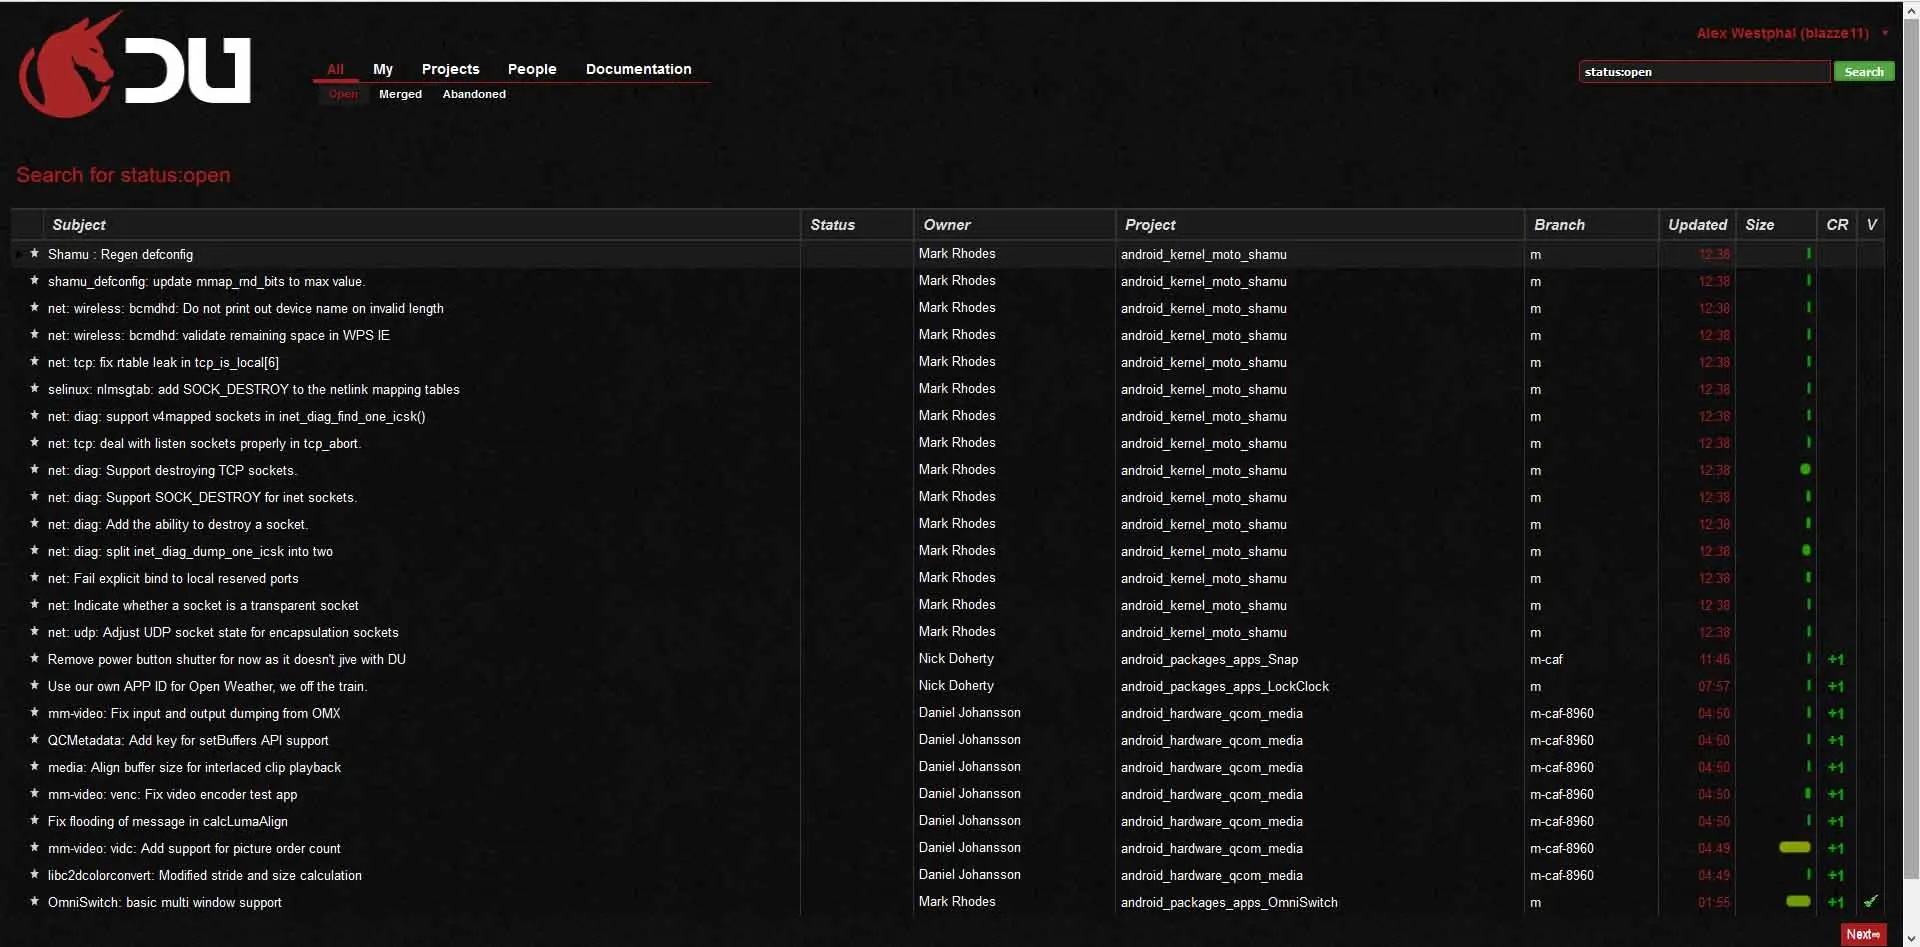 DU
Alex Westphal (blazze11)
All My Projects People Documentation
status:open Search
Open Merged Abandoned
Search for status:open
Subject Status Owner Project Branch Updated Size CR V
Shamu : Regen defconfig Mark Rhodes android_kernel_moto_shamu m 12:38
shamu_defconfig: update mmap_rnd_bits to max value. Mark Rhodes android_kernel_moto_shamu m 12:38
net: wireless: bcmdhd: Do not print out device name on invalid length Mark Rhodes android_kernel_moto_shamu m 12:38
net: wireless: bcmdhd: validate remaining space in WPS IE Mark Rhodes android_kernel_moto_shamu m 12:38
net: tcp: fix rtable leak in tcp_is_local[6] Mark Rhodes android_kernel_moto_shamu m 12:38
selinux: nlmsgtab: add SOCK_DESTROY to the netlink mapping tables Mark Rhodes android_kernel_moto_shamu m 12:38
net: diag: support v4mapped sockets in inet_diag_find_one_icsk() Mark Rhodes android_kernel_moto_shamu m 12:38
net: tcp: deal with listen sockets properly in tcp_abort. Mark Rhodes android_kernel_moto_shamu m 12:38
net: diag: Support destroying TCP sockets. Mark Rhodes android_kernel_moto_shamu m 12:38
net: diag: Support SOCK_DESTROY for inet sockets. Mark Rhodes android_kernel_moto_shamu m 12:38
net: diag: Add the ability to destroy a socket. Mark Rhodes android_kernel_moto_shamu m 12:38
net: diag: split inet_diag_dump_one_icsk into two Mark Rhodes android_kernel_moto_shamu m 12:38
net: Fail explicit bind to local reserved ports Mark Rhodes android_kernel_moto_shamu m 12:38
net: Indicate whether a socket is a transparent socket Mark Rhodes android_kernel_moto_shamu m 12:38
net: udp: Adjust UDP socket state for encapsulation sockets Mark Rhodes android_kernel_moto_shamu m 12:38
Remove power button shutter for now as it doesn't jive with DU Nick Doherty android_packages_apps_Snap m-caf 11:46 +1
Use our own APP ID for Open Weather, we off the train. Nick Doherty android_packages_apps_LockClock m 07:57 +1
mm-video: Fix input and output dumping from OMX Daniel Johansson android_hardware_qcom_media m-caf-8960 04:50 +1
QCMetadata: Add key for setBuffers API support Daniel Johansson android_hardware_qcom_media m-caf-8960 04:50 +1
media: Align buffer size for interlaced clip playback Daniel Johansson android_hardware_qcom_media m-caf-8960 04:50 +1
mm-video: venc: Fix video encoder test app Daniel Johansson android_hardware_qcom_media m-caf-8960 04:50 +1
Fix flooding of message in calcLumaAlign Daniel Johansson android_hardware_qcom_media m-caf-8960 04:50 +1
mm-video: vidc: Add support for picture order count Daniel Johansson android_hardware_qcom_media m-caf-8960 04:49 +1
libc2dcolorconvert: Modified stride and size calculation Daniel Johansson android_hardware_qcom_media m-caf-8960 04:49 +1
OmniSwitch: basic multi window support Mark Rhodes android_packages_apps_OmniSwitch m 01:55 +1
Next⇨